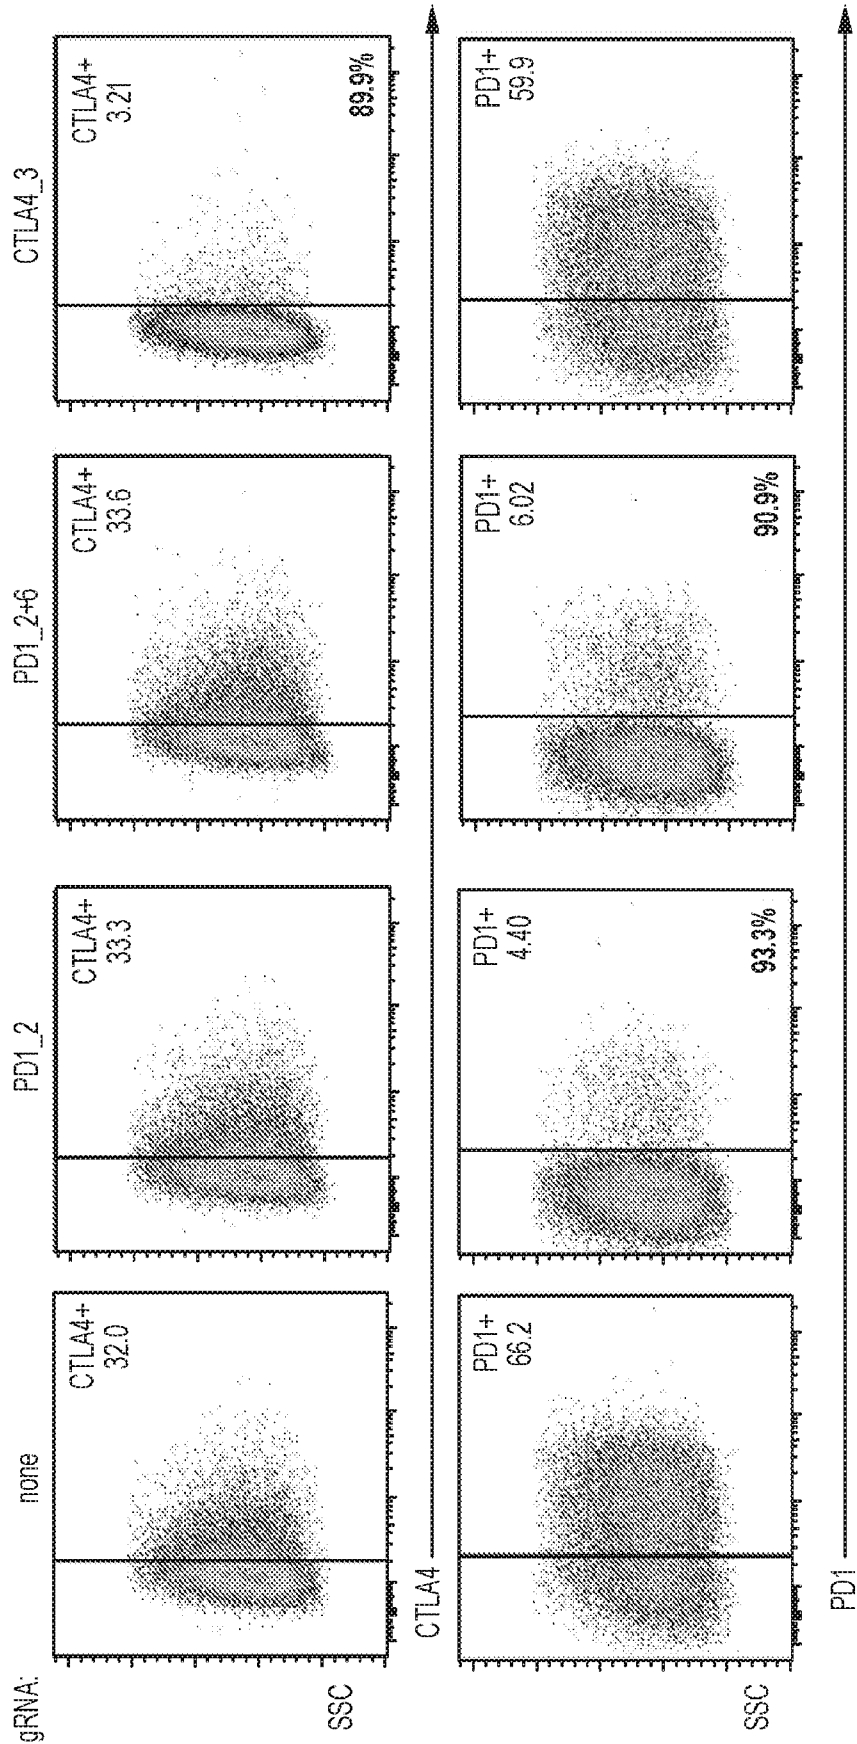 gRNA:
none
PD1_2
PD1_2+6
CTLA4_3
SSC
CTLA4+
32.0
CTLA4+
33.3
CTLA4+
33.6
CTLA4+
3.21
89.9%
CTLA4
SSC
PD1+
66.2
PD1+
4.40
93.3%
PD1+
6.02
90.9%
PD1+
59.9
PD1